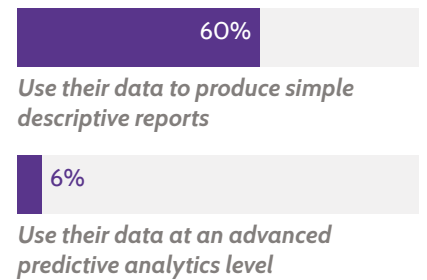 60%
Use their data to produce simple
descriptive reports
6%
Use their data at an advanced
predictive analytics level